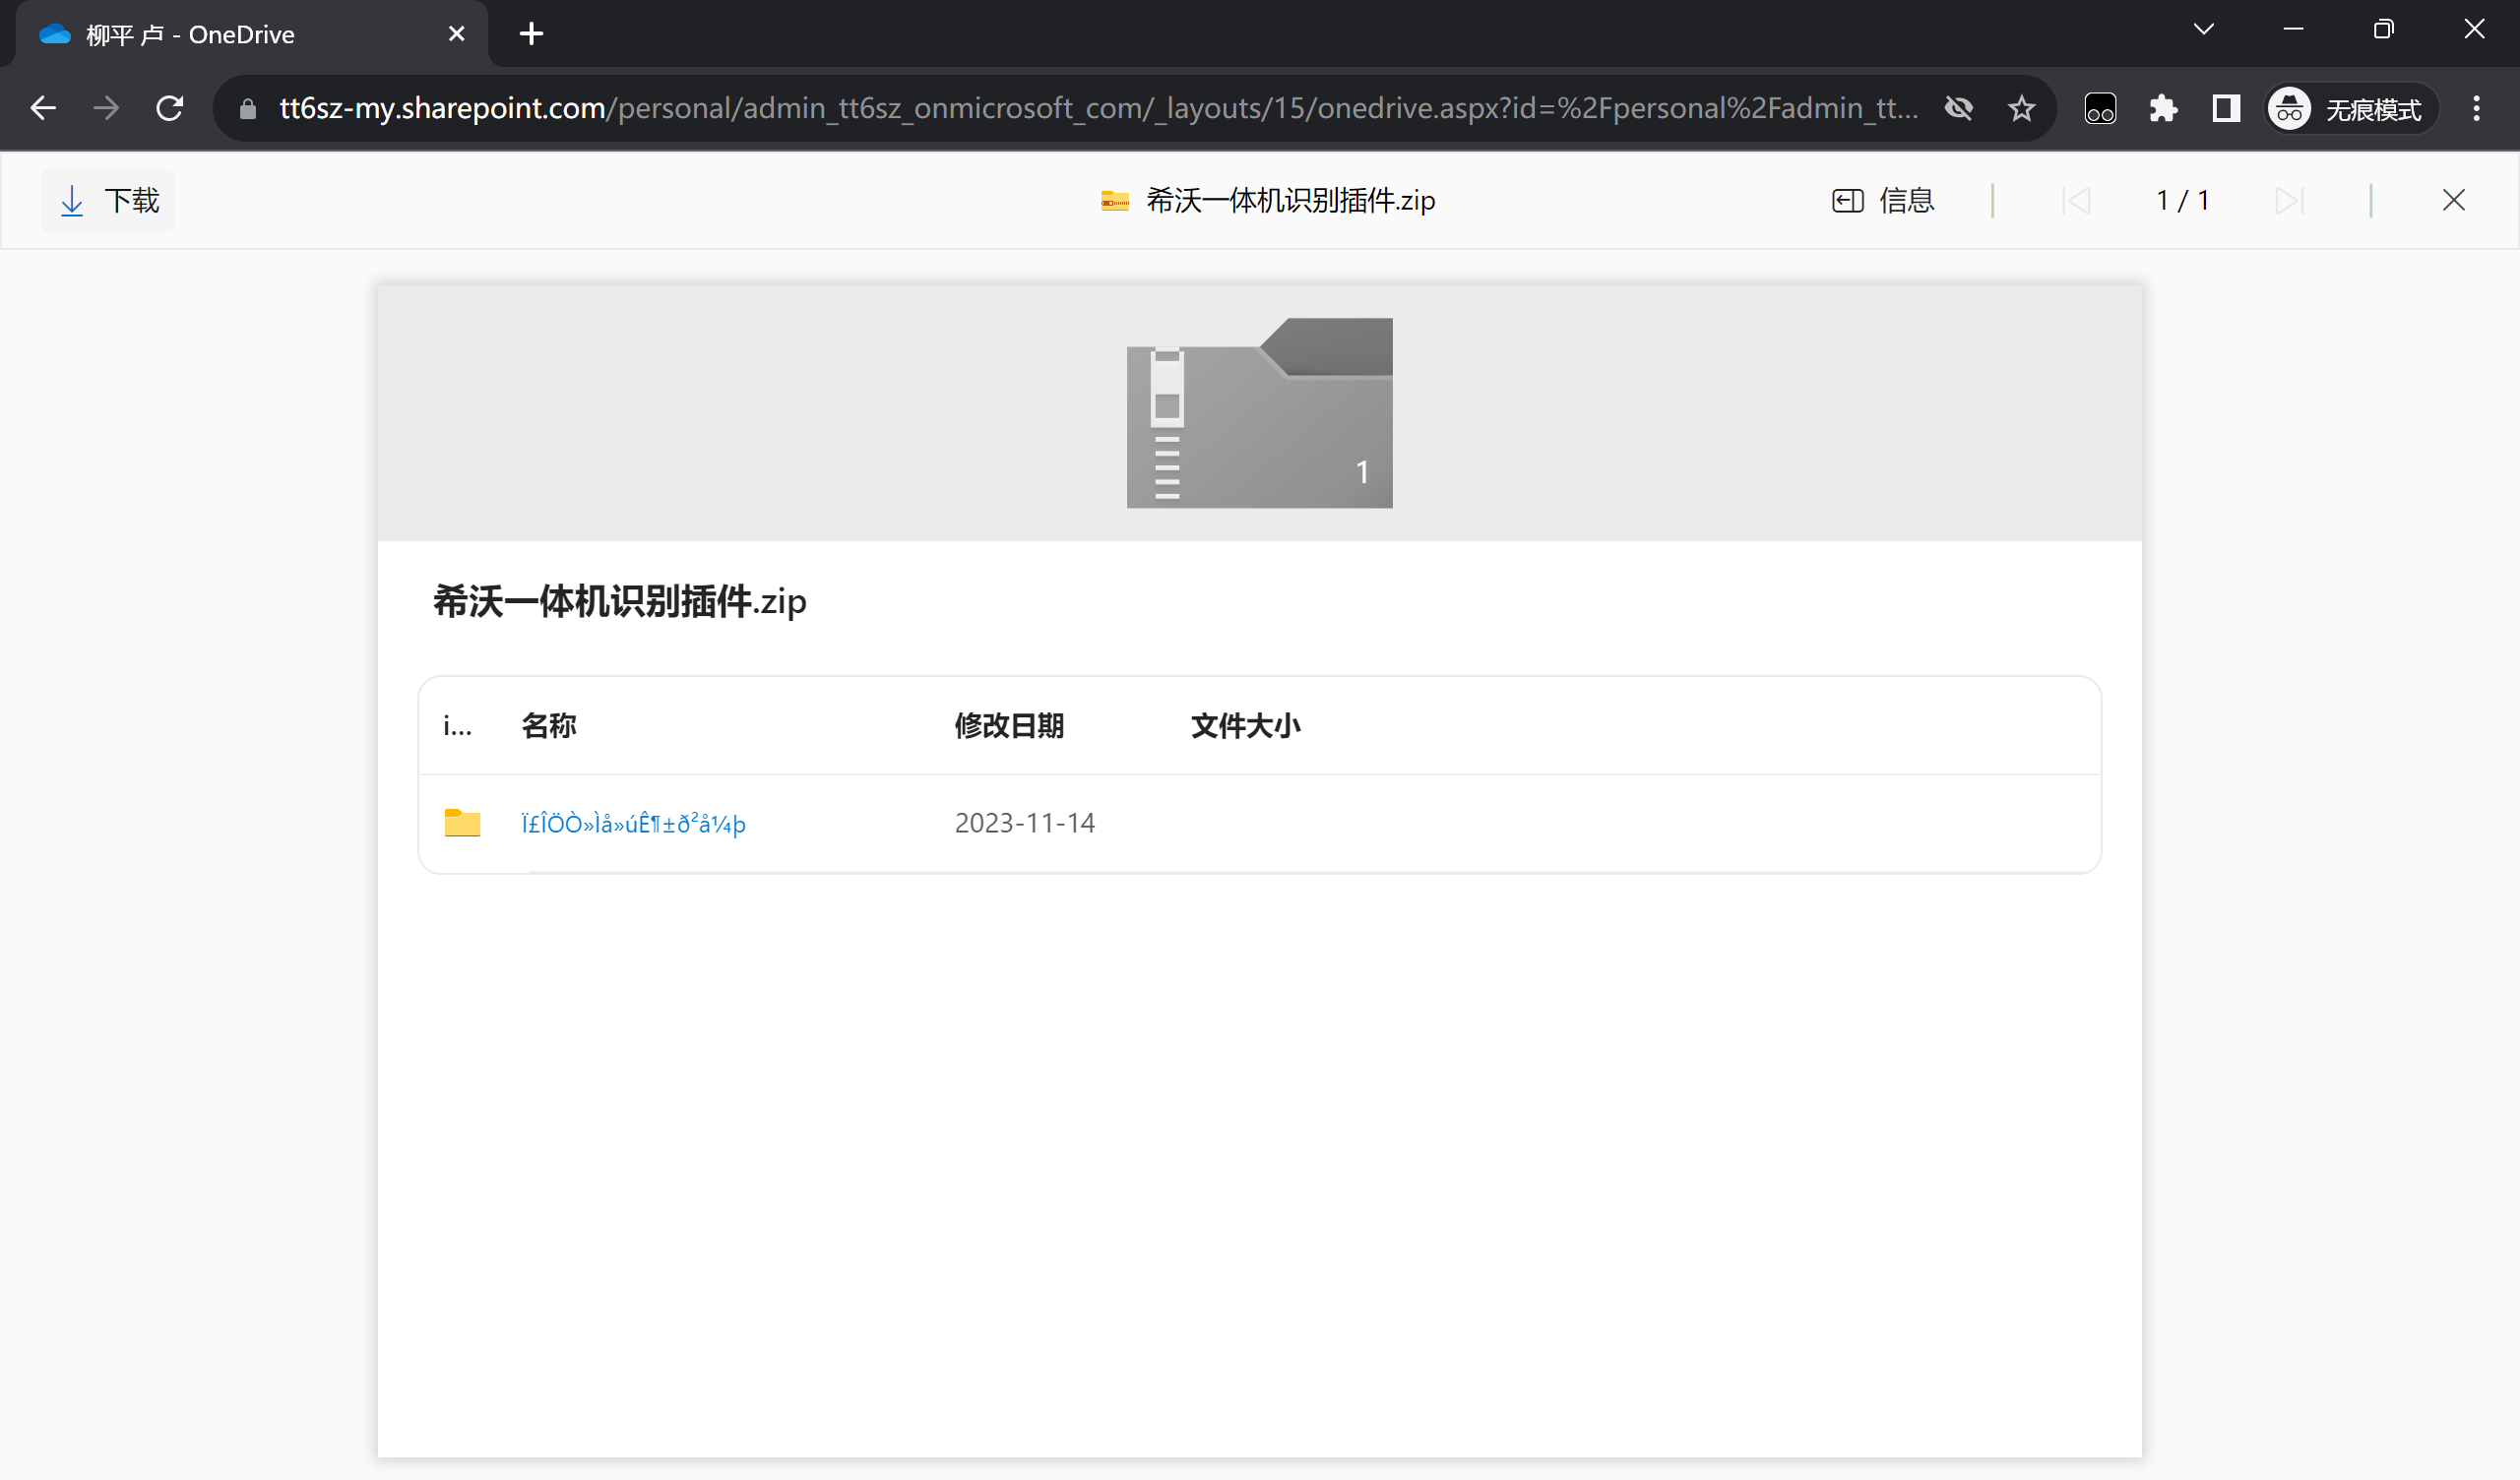 柳平 卢 - OneDrive
tt6sz-my.sharepoint.com/personal/admin_tt6sz_onmicrosoft_com/_layouts/15/onedrive.aspx?id=%2Fpersonal%2Fadmin_tt...
无痕模式
下载
希沃一体机识别插件.zip
信息
1 / 1
1
希沃一体机识别插件.zip
i... 名称 修改日期 文件大小
Ï£ÎÖÒ»Ìå»úÊ¶±ð²å¼þ 2023-11-14